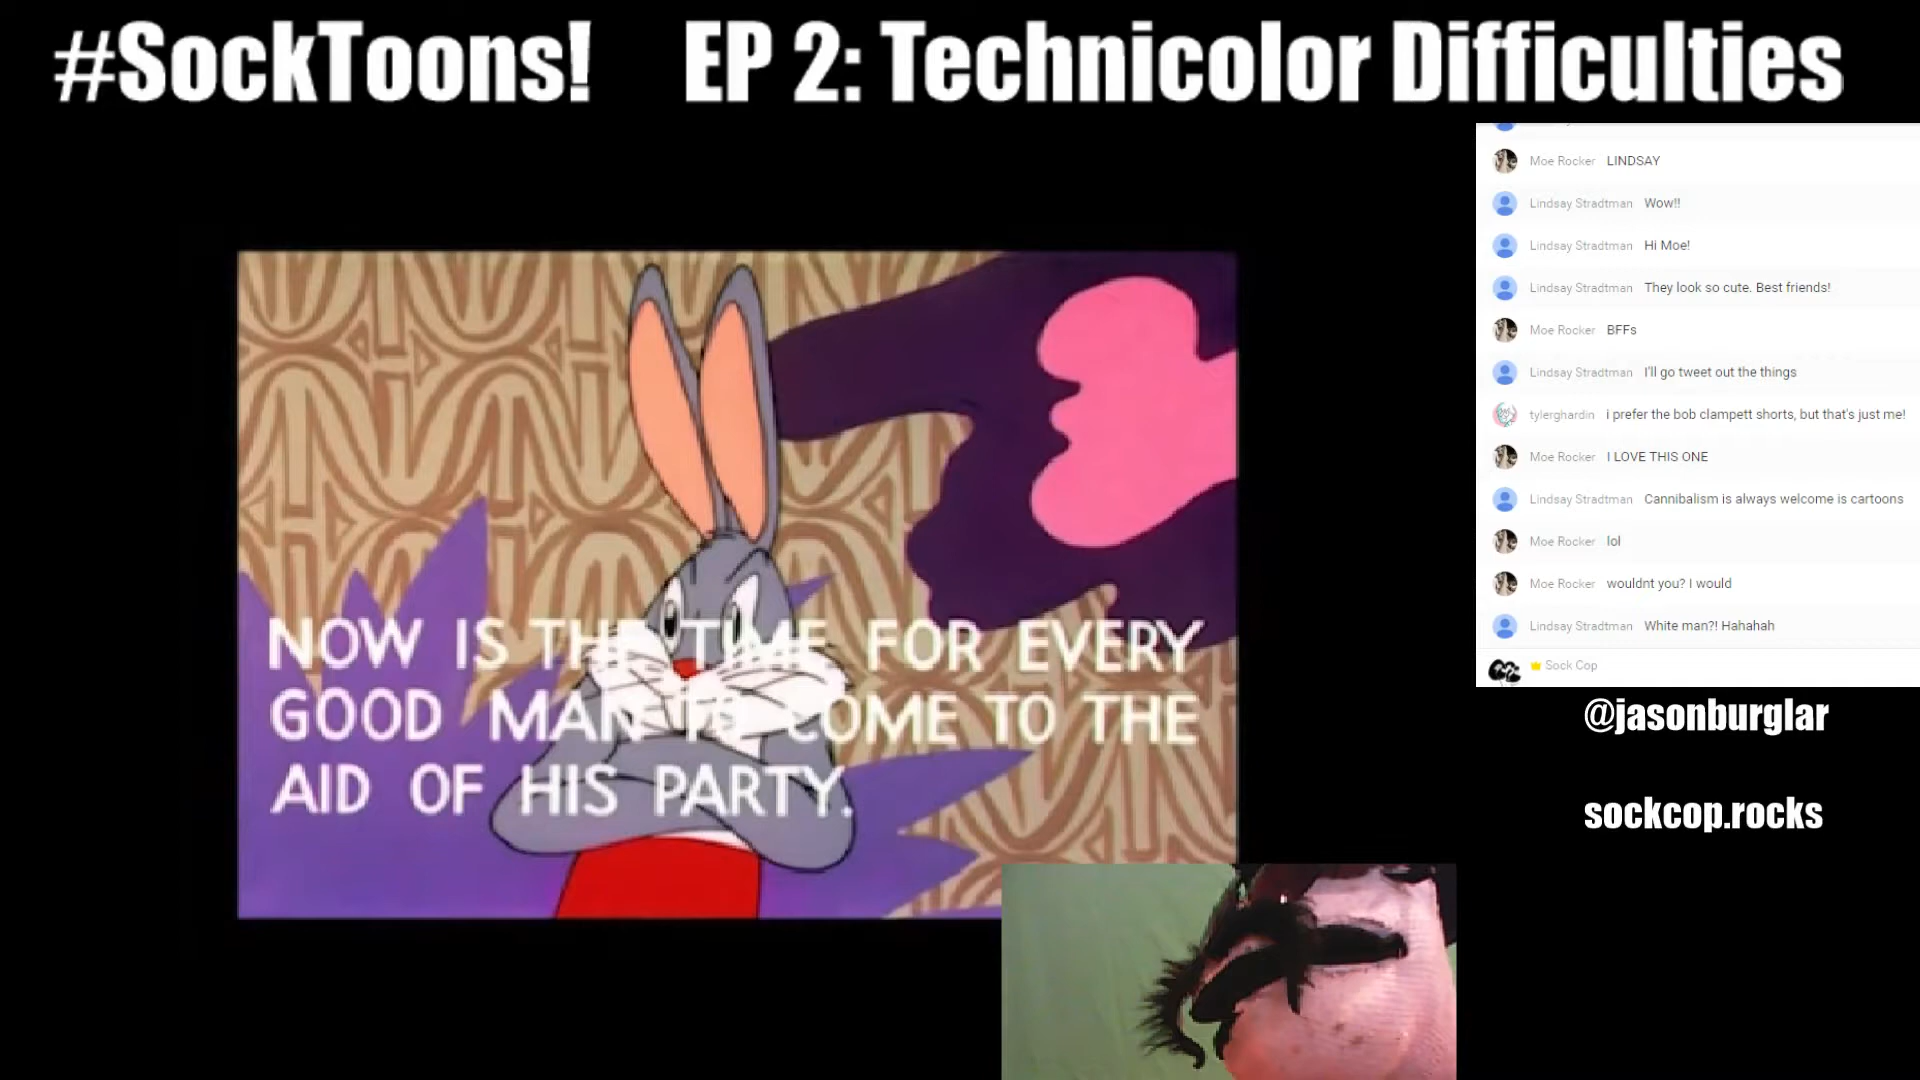 #SockToons! EP 2: Technicolor Difficulties
Moe Rocker LINDSAY
Lindsay Stradtman Wow!!
Lindsay Stradtman Hi Moe!
Lindsay Stradtman They look so cute. Best friends!
Moe Rocker BFFs
Lindsay Stradtman I'll go tweet out the things
tylerghardin i prefer the bob clampett shorts, but that's just me!
Moe Rocker I LOVE THIS ONE
Lindsay Stradtman Cannibalism is always welcome is cartoons
Moe Rocker lol
Moe Rocker wouldnt you? I would
Lindsay Stradtman White man?! Hahahah
Sock Cop
@jasonburglar
sockcop.rocks
NOW IS THE TIME FOR EVERY
GOOD MAN TO COME TO THE
AID OF HIS PARTY.